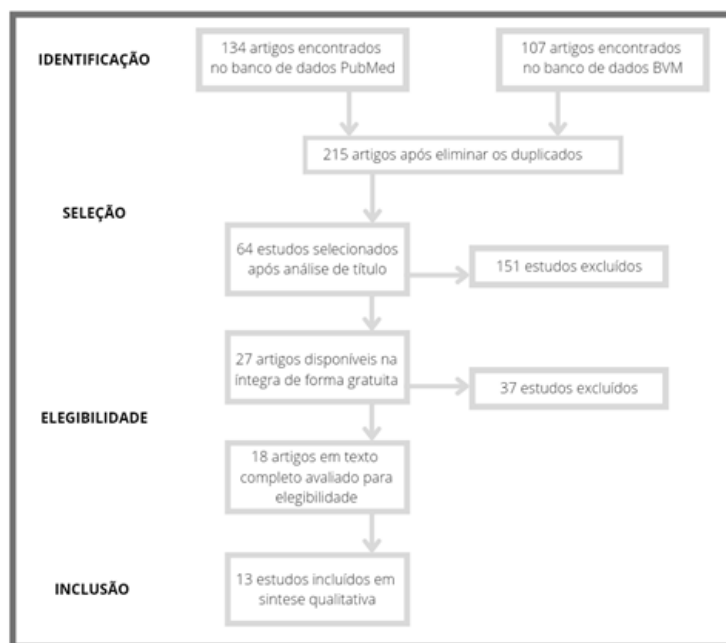 IDENTIFICAÇÃO
134 artigos encontrados
no banco de dados PubMed
107 artigos encontrados
no banco de dados BVM
215 artigos após eliminar os duplicados
SELEÇÃO
64 estudos selecionados
após análise de título
151 estudos excluídos
27 artigos disponíveis na
íntegra de forma gratuita
37 estudos excluídos
ELEGIBILIDADE
18 artigos em texto
completo avaliado para
elegibilidade
INCLUSÃO
13 estudos incluídos em
síntese qualitativa